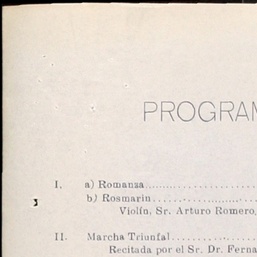 PROGRAM
I. a) Romanza......................
b) Rosmarin......................
Violín, Sr. Arturo Romero,
II. Marcha Triunfal..................
Recitada por el Sr. Dr. Ferna